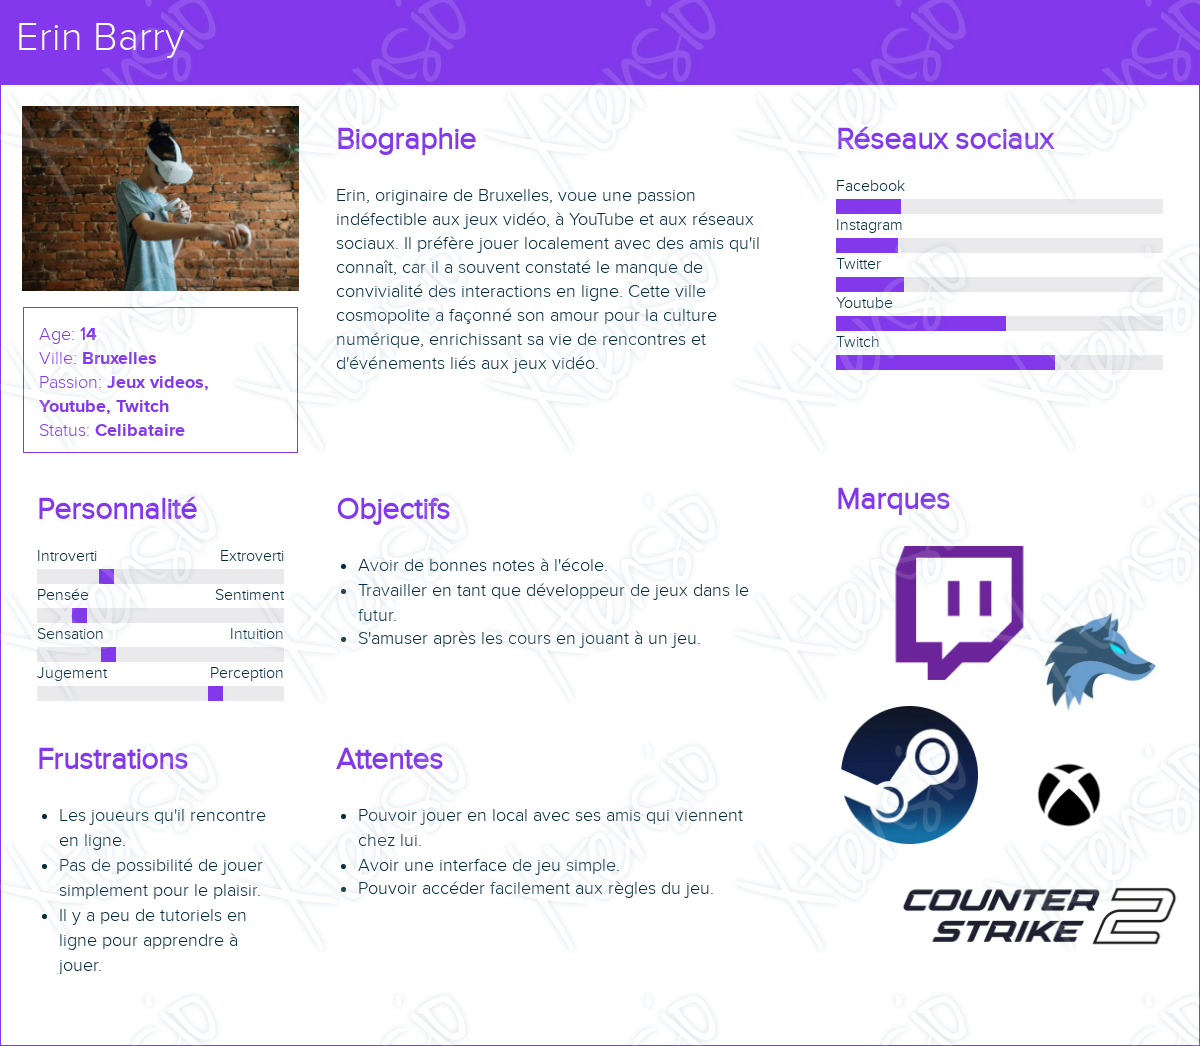 Erin Barry
Age: 14
Ville: Bruxelles
Passion: Jeux videos,
Youtube, Twitch
Status: Celibataire
Biographie
Erin, originaire de Bruxelles, voue une passion
indéfectible aux jeux vidéo, à YouTube et aux réseaux
sociaux. Il préfère jouer localement avec des amis qu'il
connaît, car il a souvent constaté le manque de
convivialité des interactions en ligne. Cette ville
cosmopolite a façonné son amour pour la culture
numérique, enrichissant sa vie de rencontres et
d'événements liés aux jeux vidéo.
Réseaux sociaux
Facebook
Instagram
Twitter
Youtube
Twitch
Personnalité
Introverti Extroverti
Pensée Sentiment
Sensation Intuition
Jugement Perception
Objectifs
• Avoir de bonnes notes à l'école.
• Travailler en tant que développeur de jeux dans le
futur.
• S'amuser après les cours en jouant à un jeu.
Marques
COUNTER
STRIKE 2
Frustrations
• Les joueurs qu'il rencontre
en ligne.
• Pas de possibilité de jouer
simplement pour le plaisir.
• Il y a peu de tutoriels en
ligne pour apprendre à
jouer.
Attentes
• Pouvoir jouer en local avec ses amis qui viennent
chez lui.
• Avoir une interface de jeu simple.
• Pouvoir accéder facilement aux règles du jeu.
Xtensio